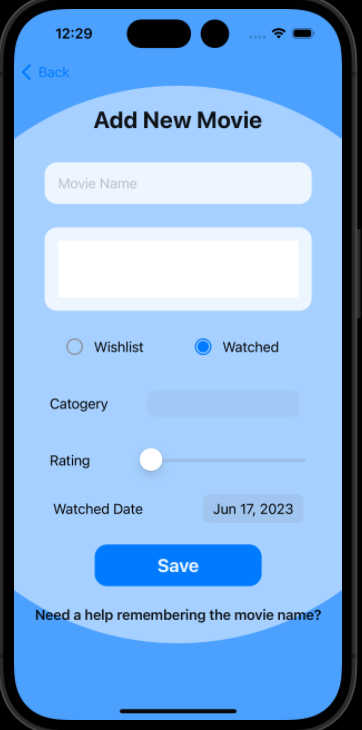 12:29
Back
Add New Movie
Movie Name
Wishlist
Watched
Catogery
Rating
Watched Date
Jun 17, 2023
Save
Need a help remembering the movie name?